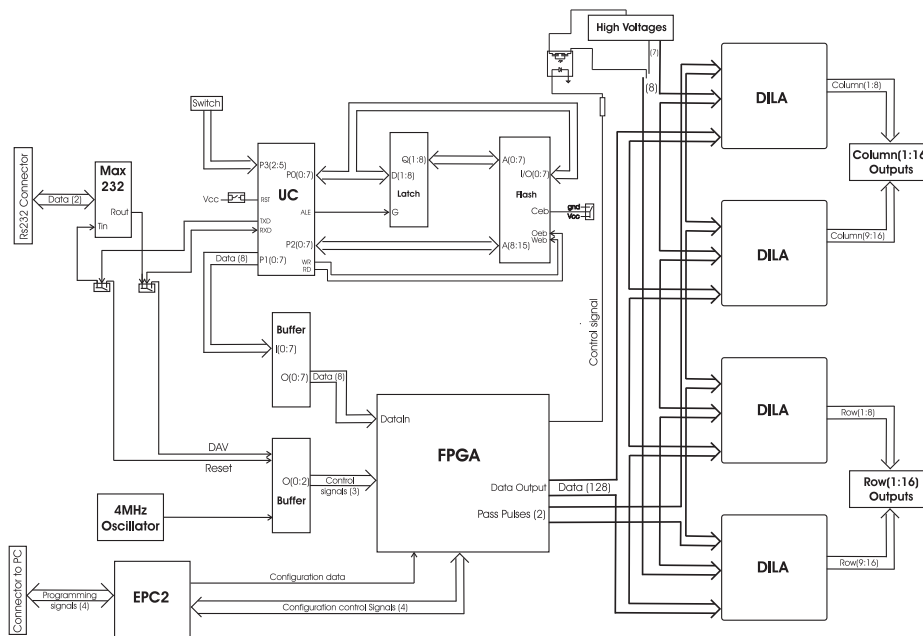 High Voltages
(7)
(8)
DILA
Column(1:8)
Column(1:16)
Outputs
Column(9:16)
DILA
Switch
P3(2:5)
P0(0:7)
UC
Vcc
RST
ALE
TXD
RXD
P2(0:7)
P1(0:7)
WR
RD
Data (8)
Q(1:8)
D(1:8)
Latch
G
A(0:7)
I/O(0:7)
Flash
Ceb
gnd
Vcc
Oeb
Web
A(8:15)
Rs232 Connector
Data (2)
Max
232
Rout
Tin
Control signal
Buffer
I(0:7)
O(0:7)
Data (8)
DataIn
FPGA
Data Output
Data (128)
Pass Pulses (2)
DAV
Reset
O(0:2)
Buffer
Control
signals (3)
4MHz
Oscillator
DILA
Row(1:8)
Row(1:16)
Outputs
Row(9:16)
DILA
Connector to PC
Programming
signals (4)
EPC2
Configuration data
Configuration control Signals (4)